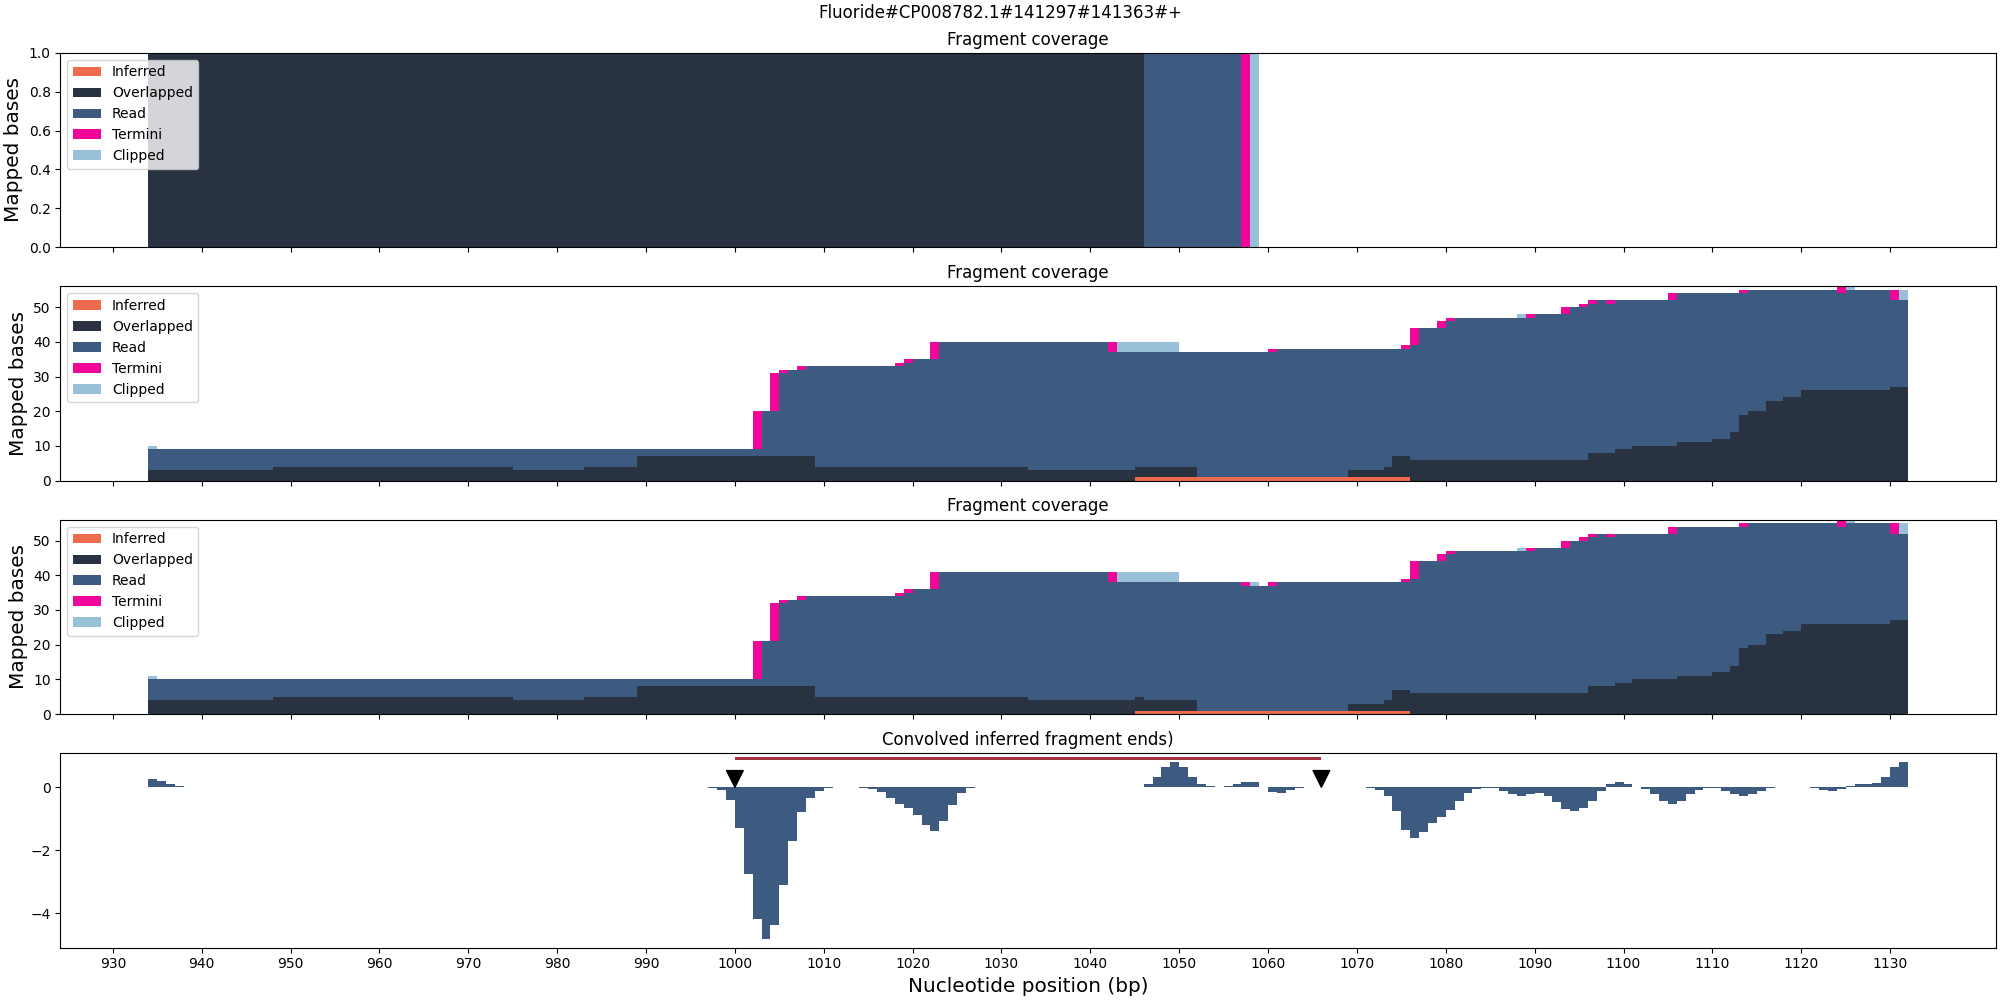 Fluoride#CP008782.1#141297#141363#+
Fragment coverage
Mapped bases
1.0
0.8
0.6
0.4
0.2
0.0
Inferred
Overlapped
Read
Termini
Clipped
Fragment coverage
Mapped bases
50
40
30
20
10
0
Inferred
Overlapped
Read
Termini
Clipped
Fragment coverage
Mapped bases
50
40
30
20
10
0
Inferred
Overlapped
Read
Termini
Clipped
Convolved inferred fragment ends)
0
−2
−4
930 940 950 960 970 980 990 1000 1010 1020 1030 1040 1050 1060 1070 1080 1090 1100 1110 1120 1130
Nucleotide position (bp)